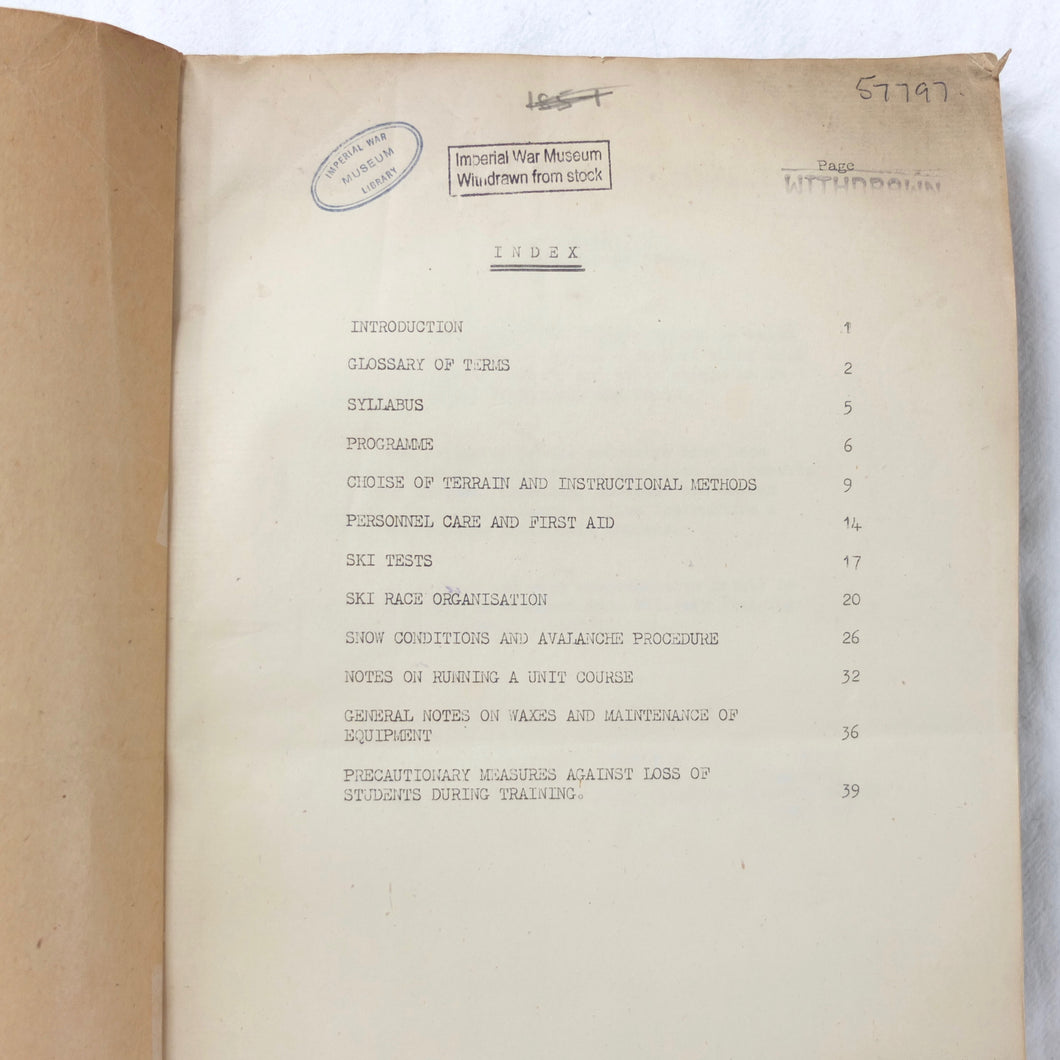 1851
57797.
IMPERIAL WAR
MUSEUM
LIBRARY
Imperial War Museum
Withdrawn from stock
Page
WITHDRAWN
INDEX
INTRODUCTION 1
GLOSSARY OF TERMS 2
SYLLABUS 5
PROGRAMME 6
CHOISE OF TERRAIN AND INSTRUCTIONAL METHODS 9
PERSONNEL CARE AND FIRST AID 14
SKI TESTS 17
SKI RACE ORGANISATION 20
SNOW CONDITIONS AND AVALANCHE PROCEDURE 26
NOTES ON RUNNING A UNIT COURSE 32
GENERAL NOTES ON WAXES AND MAINTENANCE OF
EQUIPMENT 36
PRECAUTIONARY MEASURES AGAINST LOSS OF
STUDENTS DURING TRAINING. 39